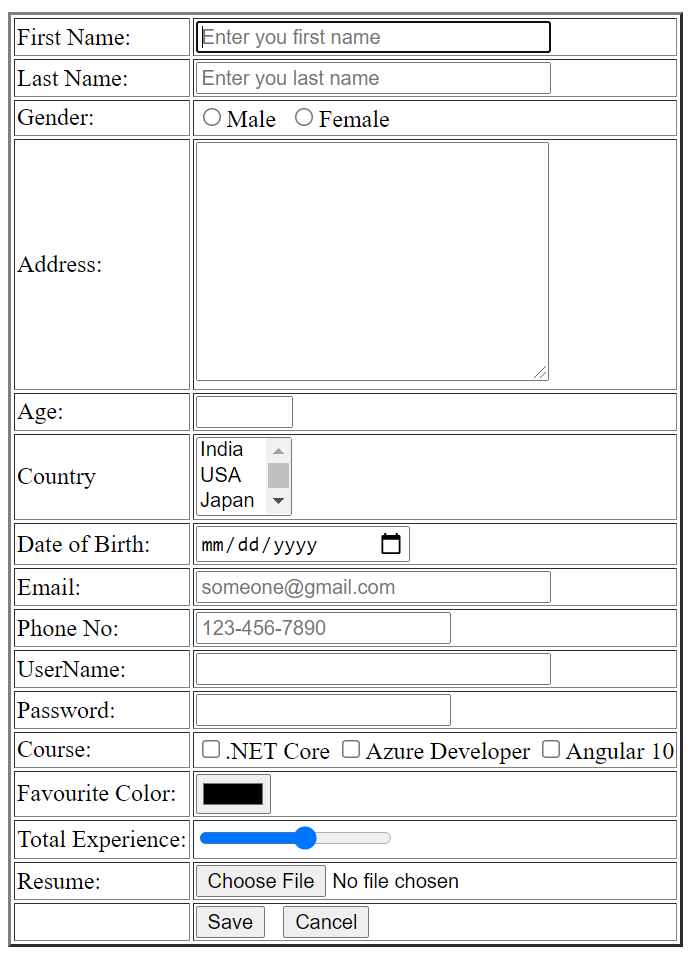 First Name: Enter you first name
Last Name: Enter you last name
Gender: Male Female
Address:
Age:
Country India
USA
Japan
Date of Birth: mm/dd/yyyy
Email: someone@gmail.com
Phone No: 123-456-7890
UserName:
Password:
Course: .NET Core Azure Developer Angular 10
Favourite Color:
Total Experience:
Resume: Choose File No file chosen
Save Cancel